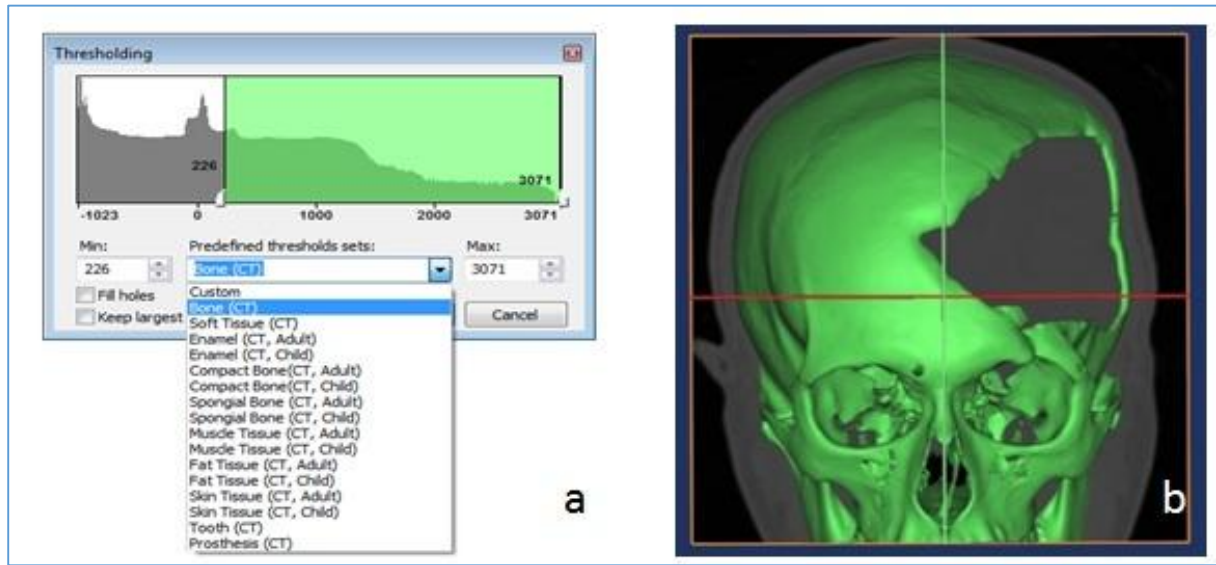 Thresholding
226
3071
-1023 0 1000 2000 3071
Min: Predefined thresholds sets: Max:
226 Bone (CT) 3071
Fill holes
Keep largest
Cancel
Custom
Bone (CT)
Soft Tissue (CT)
Enamel (CT, Adult)
Enamel (CT, Child)
Compact Bone(CT, Adult)
Compact Bone(CT, Child)
Spongial Bone (CT, Adult)
Spongial Bone (CT, Child)
Muscle Tissue (CT, Adult)
Muscle Tissue (CT, Child)
Fat Tissue (CT, Adult)
Fat Tissue (CT, Child)
Skin Tissue (CT, Adult)
Skin Tissue (CT, Child)
Tooth (CT)
Prosthesis (CT)
a
b